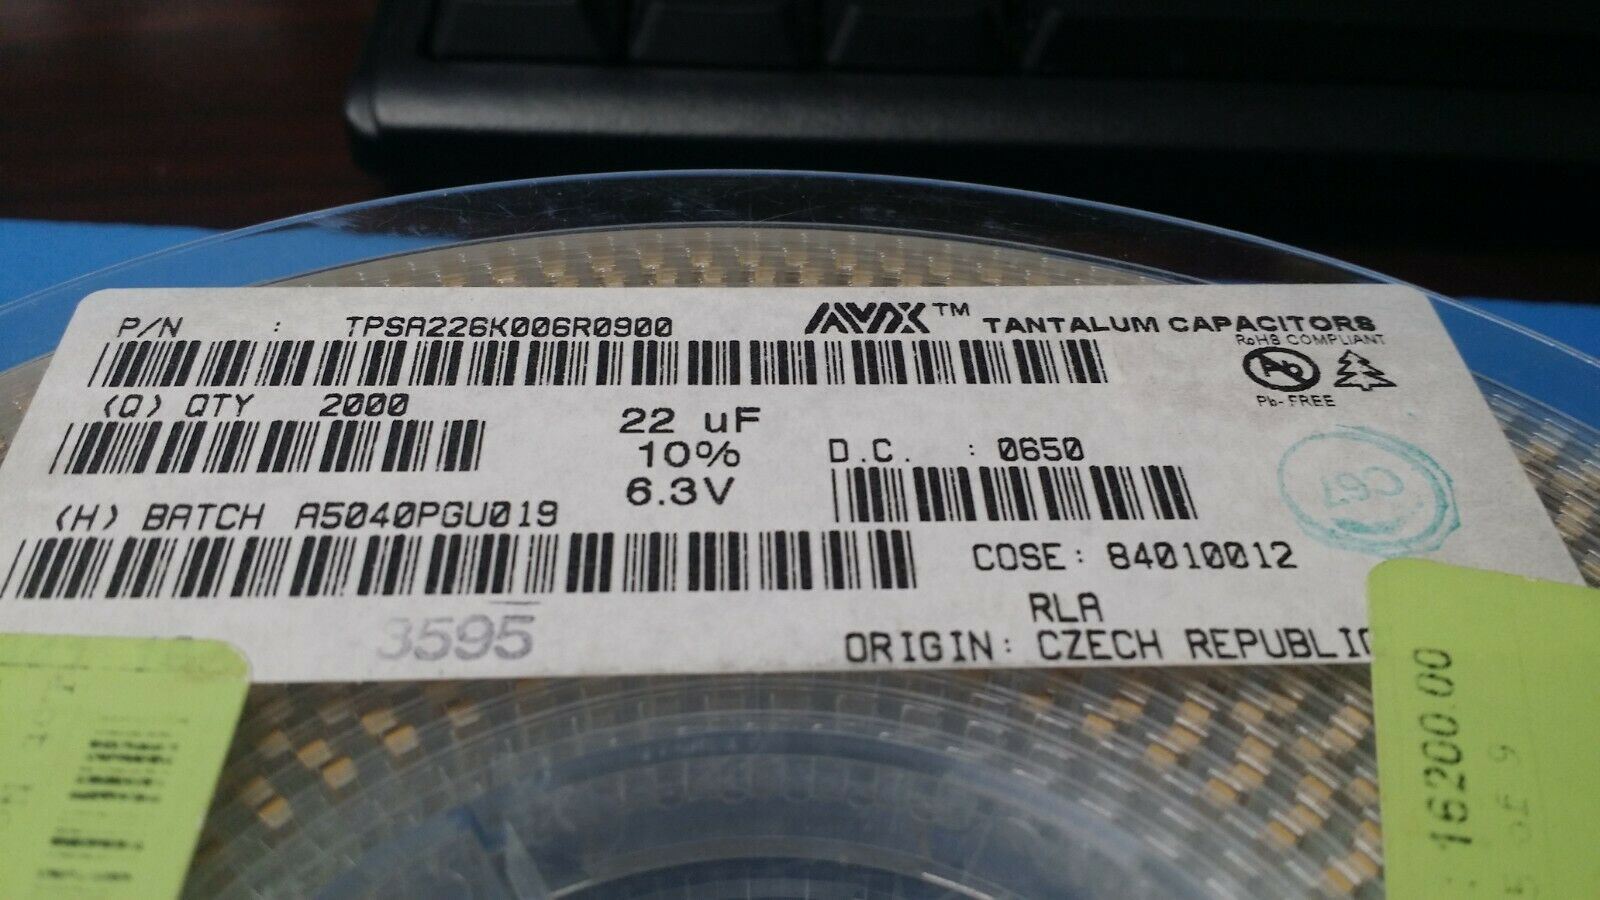 P/N : TPSA226K006R0900
AVX™ TANTALUM CAPACITORS
RoHS COMPLIANT
Pb
Pb-FREE
(Q) QTY 2000
22 uF
10%
6.3V
D.C. : 0650
(H) BATCH A5040PGU019
COSE: 84010012
RLA
ORIGIN: CZECH REPUBLIC
3595
16200.00